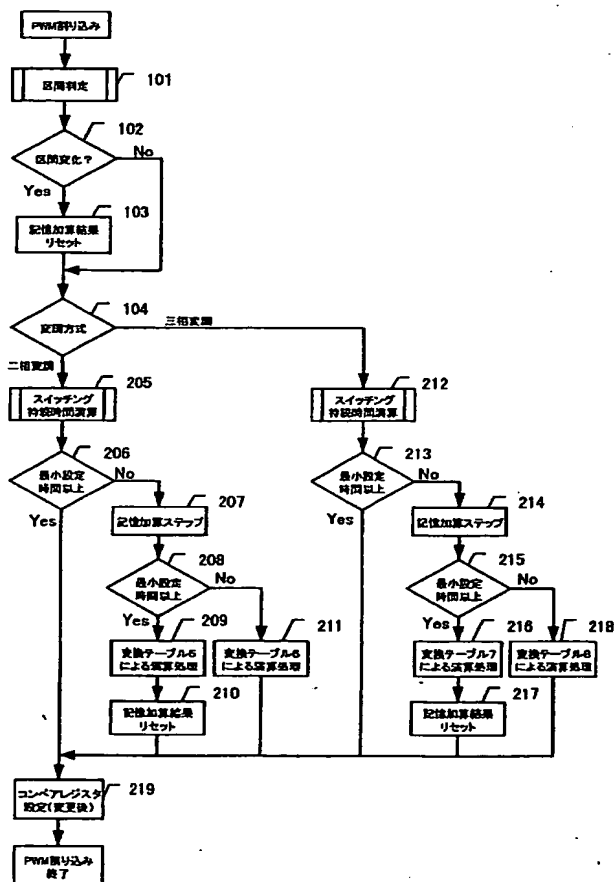 PWM割り込み
区間判定
101
102
区間変化?
No
Yes
103
記憶加算結果
リセット
104
変調方式
三相変調
二相変調
205
スイッチング
持続時間演算
212
スイッチング
持続時間演算
206
最小設定
時間以上
No
Yes
213
最小設定
時間以上
No
Yes
207
記憶加算ステップ
214
記憶加算ステップ
208
最小設定
時間以上
No
Yes
215
最小設定
時間以上
No
Yes
209
変換テーブル5
による演算処理
211
変換テーブル6
による演算処理
216
変換テーブル7
による演算処理
218
変換テーブル8
による演算処理
210
記憶加算結果
リセット
217
記憶加算結果
リセット
219
コンペアレジスタ
設定(変更後)
PWM割り込み
終了